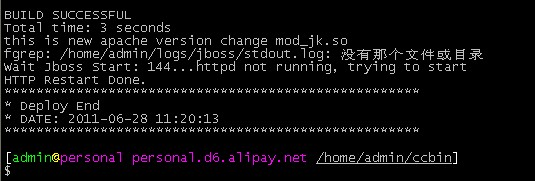 BUILD SUCCESSFUL
Total time: 3 seconds
this is new apache version change mod_jk.so
fgrep: /home/admin/logs/jboss/stdout.log: 没有那个文件或目录
Wait Jboss Start: 144...httpd not running, trying to start
HTTP Restart Done.
**************************************************
* Deploy End
* DATE: 2011-06-28 11:20:13
**************************************************
[admin@personal personal.d6.alipay.net /home/admin/ccbin]
$